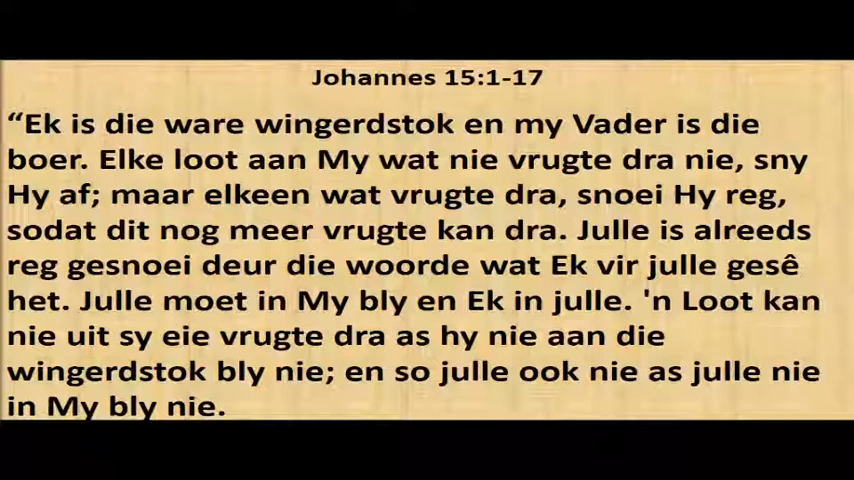 Johannes 15:1-17
“Ek is die ware wingerdstok en my Vader is die
boer. Elke loot aan My wat nie vrugte dra nie, sny
Hy af; maar elkeen wat vrugte dra, snoei Hy reg,
sodat dit nog meer vrugte kan dra. Julle is alreeds
reg gesnoei deur die woorde wat Ek vir julle gesê
het. Julle moet in My bly en Ek in julle. 'n Loot kan
nie uit sy eie vrugte dra as hy nie aan die
wingerdstok bly nie; en so julle ook nie as julle nie
in My bly nie.